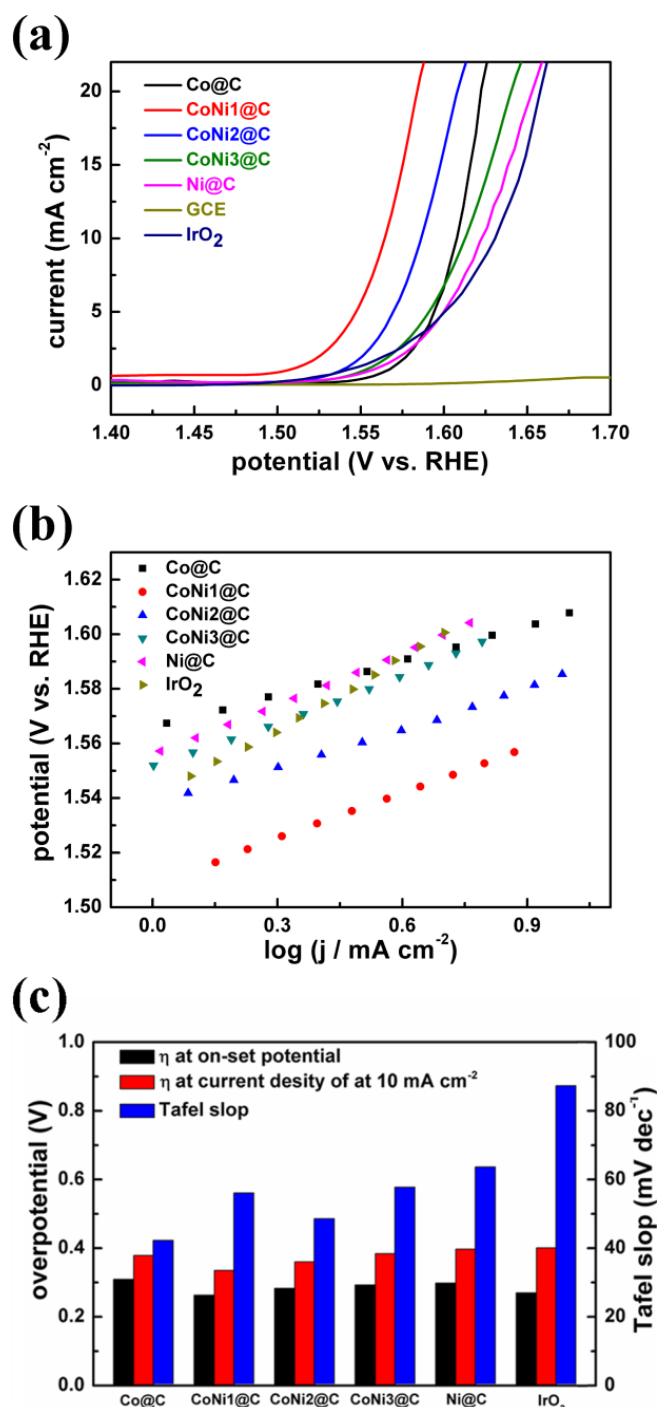 (a)
20
15
10
5
0
current (mA cm-2)
Co@C
CoNi1@C
CoNi2@C
CoNi3@C
Ni@C
GCE
IrO2
1.40 1.45 1.50 1.55 1.60 1.65 1.70
potential (V vs. RHE)
(b)
1.62
1.60
1.58
1.56
1.54
1.52
1.50
potential (V vs. RHE)
Co@C
CoNi1@C
CoNi2@C
CoNi3@C
Ni@C
IrO2
0.0 0.3 0.6 0.9
log (j / mA cm-2)
(c)
1.0
0.8
0.6
0.4
0.2
0.0
overpotential (V)
η at on-set potential
η at current desity of at 10 mA cm-2
Tafel slop
100
80
60
40
20
0
Tafel slop (mV dec-1)
Co@C CoNi1@C CoNi2@C CoNi3@C Ni@C IrO2